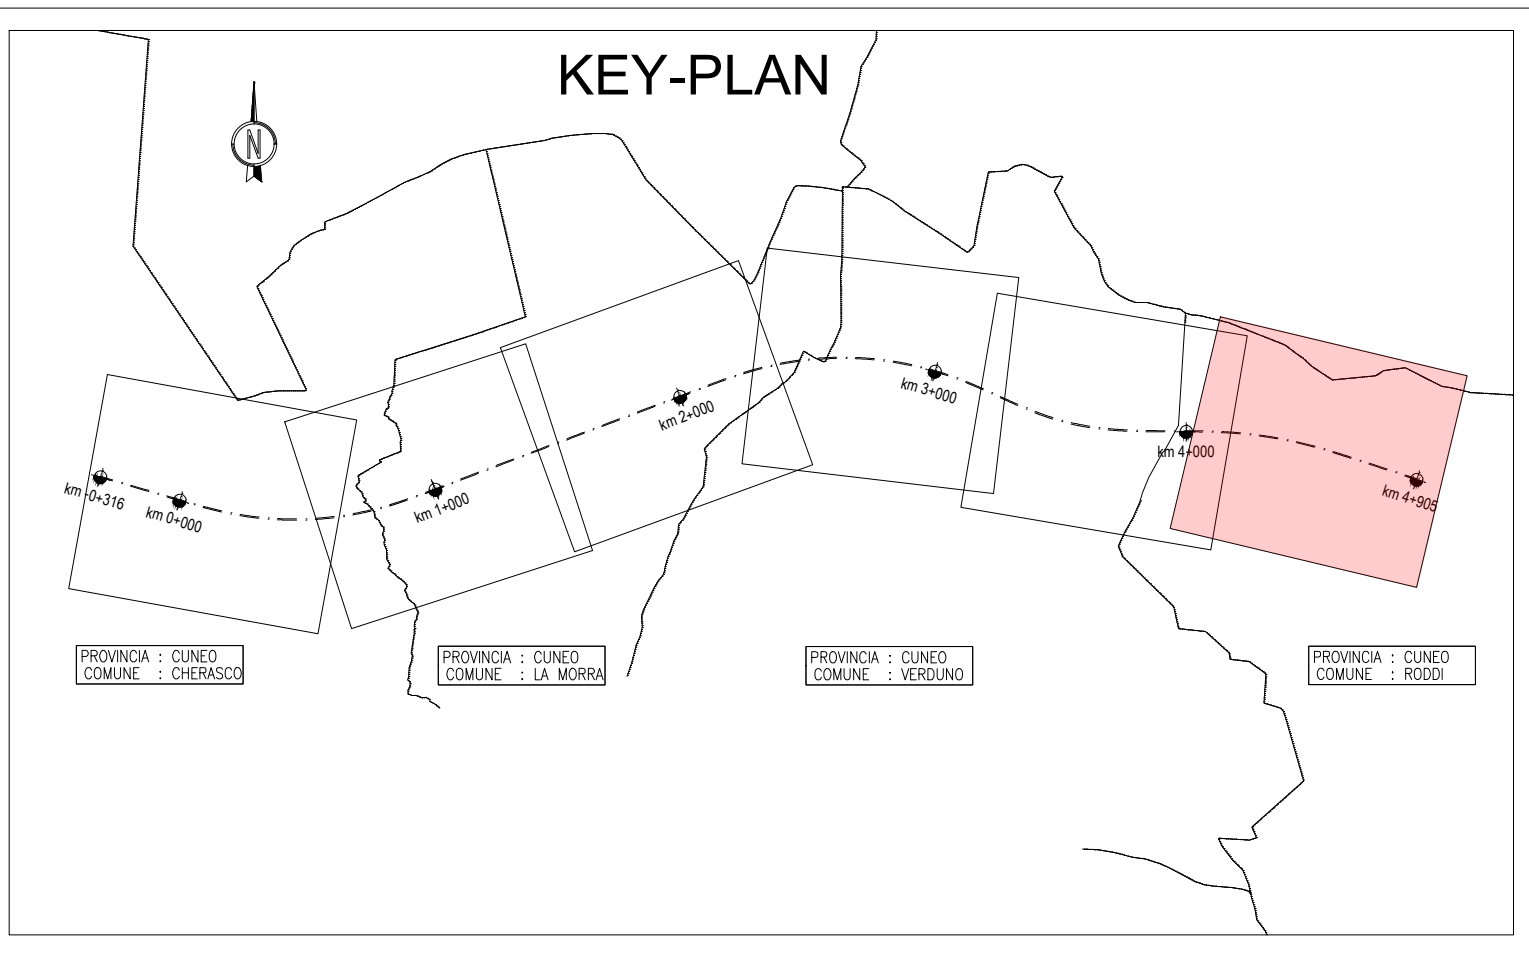 KEY-PLAN
N
km 3+000
km 2+000
km 4+000
km -0+316
km 0+000
km 1+000
km 4+905
PROVINCIA : CUNEO
COMUNE : CHERASCO
PROVINCIA : CUNEO
COMUNE : LA MORRA
PROVINCIA : CUNEO
COMUNE : VERDUNO
PROVINCIA : CUNEO
COMUNE : RODDI